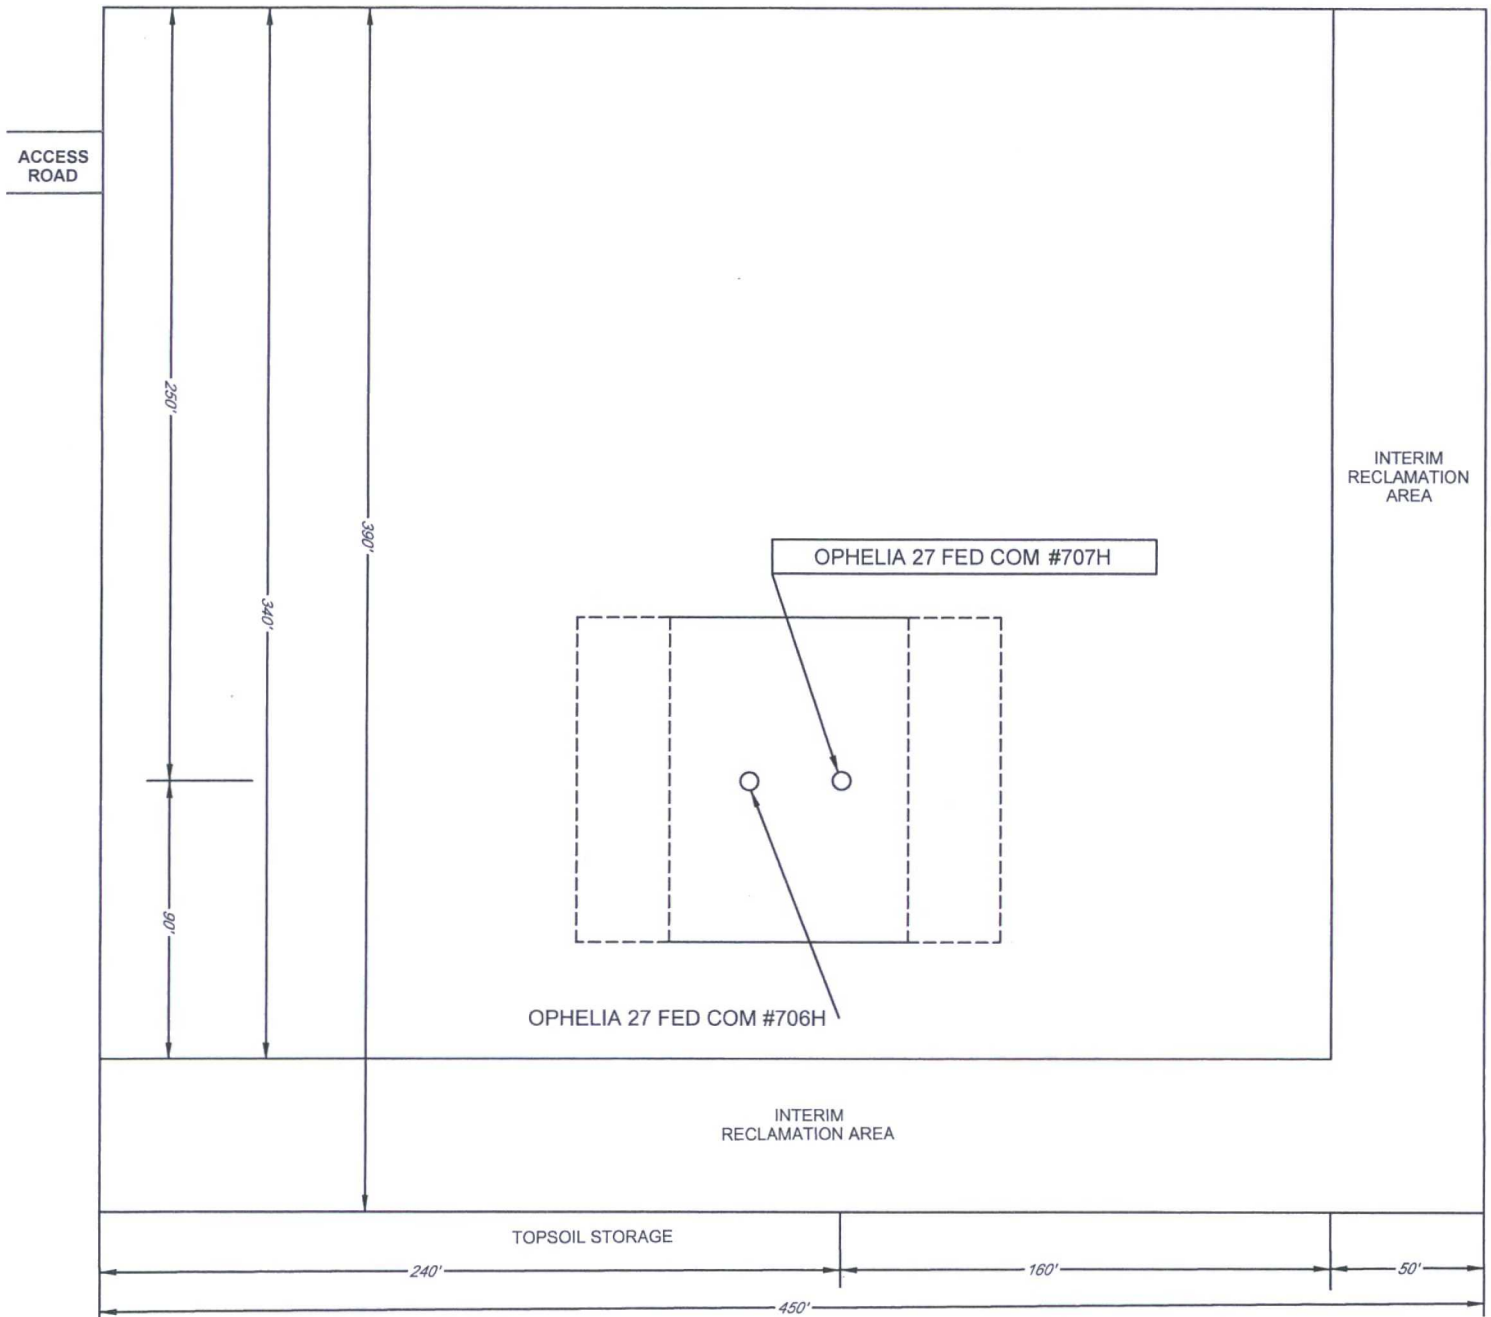 ACCESS
ROAD
250'
390'
340'
90'
INTERIM
RECLAMATION
AREA
OPHELIA 27 FED COM #707H
OPHELIA 27 FED COM #706H
INTERIM
RECLAMATION AREA
TOPSOIL STORAGE
240'
160'
50'
450'